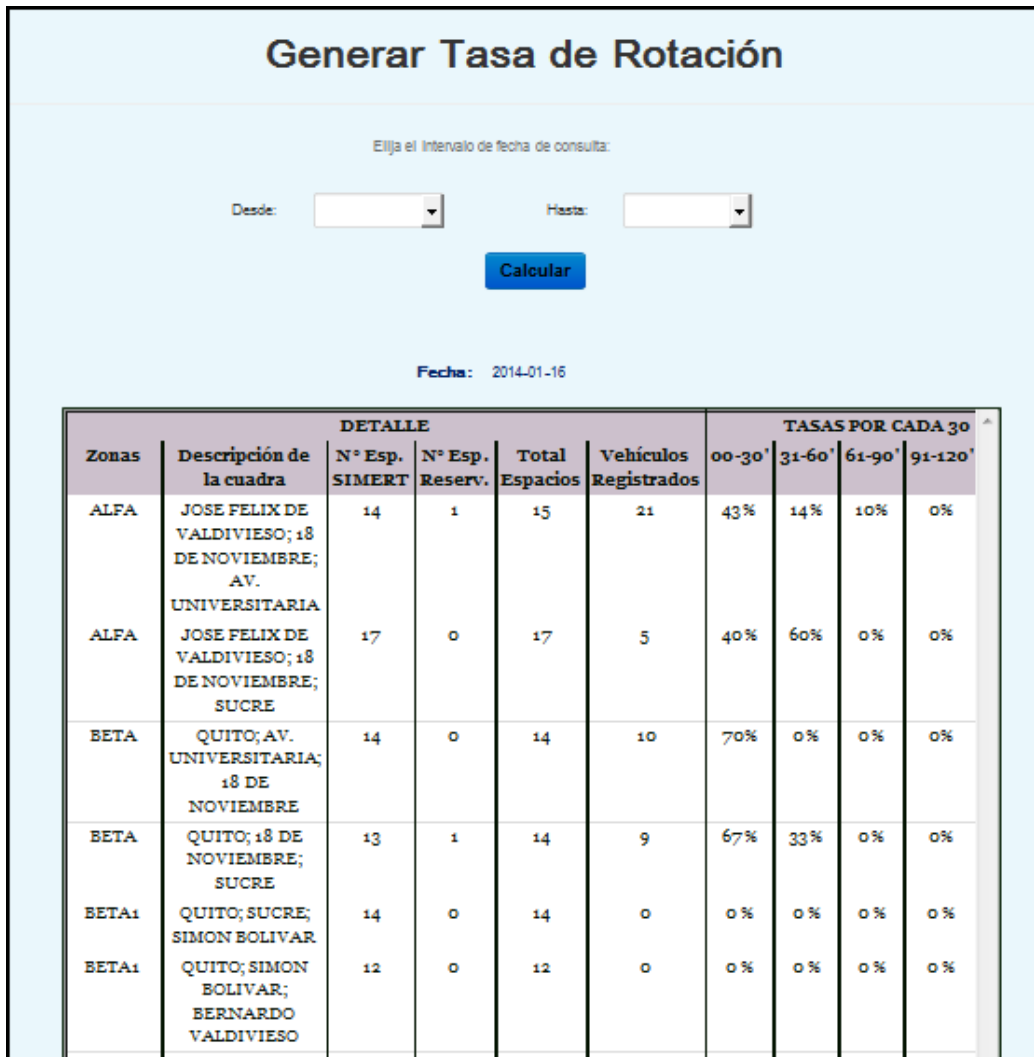 Generar Tasa de Rotación
Elija el intervalo de fecha de consulta:
Desde: Hasta:
Calcular
Fecha: 2014-01-16
DETALLE TASAS POR CADA 30
Zonas Descripción de la cuadra N° Esp. SIMERT N° Esp. Reserv. Total Espacios Vehículos Registrados 00-30' 31-60' 61-90' 91-120'
ALFA JOSE FELIX DE 14 1 15 21 43% 14% 10% 0%
VALDIVIESO; 18
DE NOVIEMBRE;
AV.
UNIVERSITARIA
ALFA JOSE FELIX DE 17 0 17 5 40% 60% 0% 0%
VALDIVIESO; 18
DE NOVIEMBRE;
SUCRE
BETA QUITO; AV. 14 0 14 10 70% 0% 0% 0%
UNIVERSITARIA;
18 DE
NOVIEMBRE
BETA QUITO; 18 DE 13 1 14 9 67% 33% 0% 0%
NOVIEMBRE;
SUCRE
BETA1 QUITO; SUCRE; 14 0 14 0 0 % 0 % 0 % 0 %
SIMON BOLIVAR
BETA1 QUITO; SIMON 12 0 12 0 0 % 0 % 0 % 0 %
BOLIVAR;
BERNARDO
VALDIVIESO